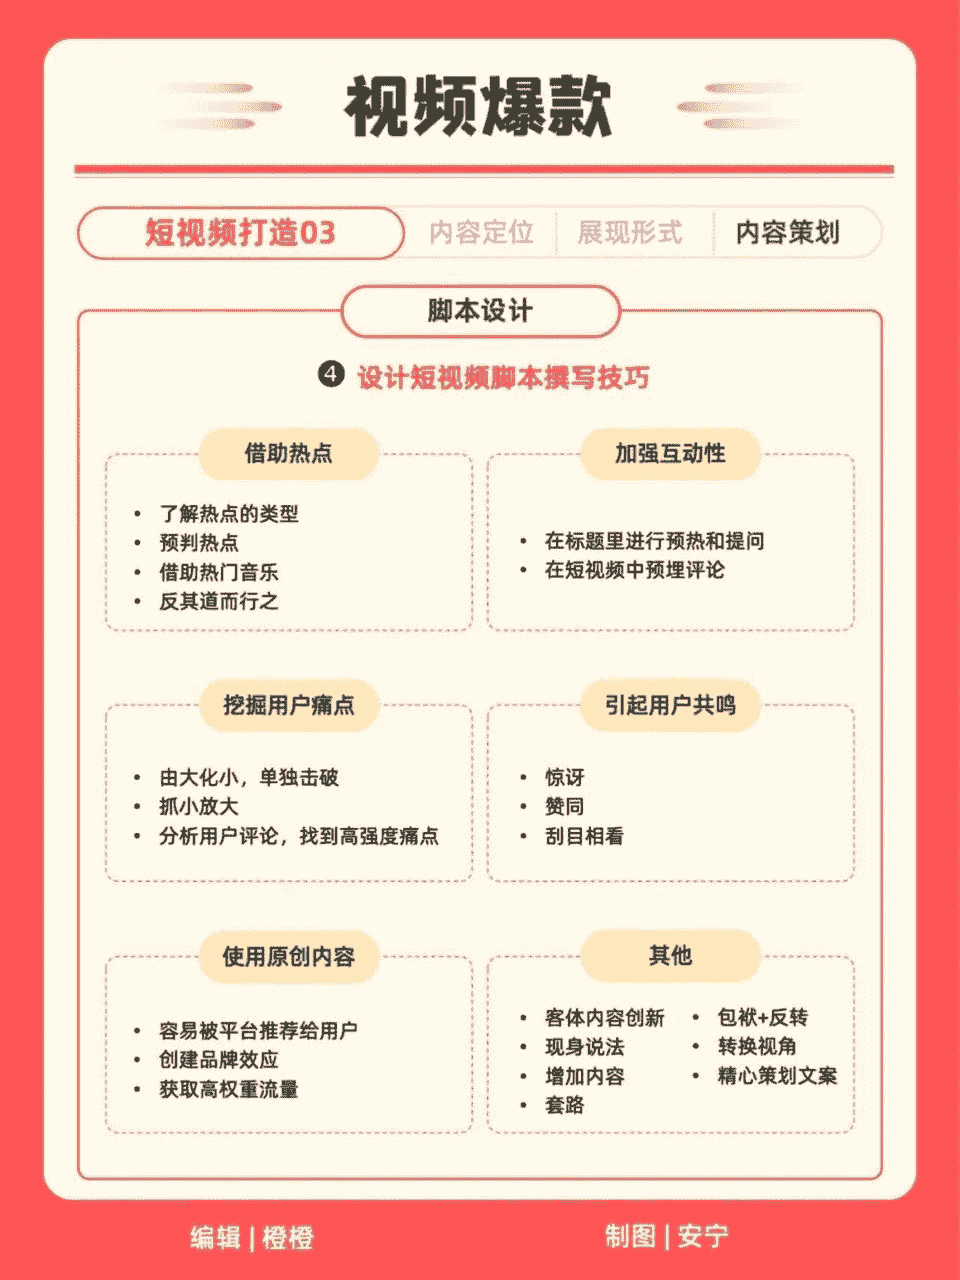 视频爆款
短视频打造03 内容定位 展现形式 内容策划
脚本设计
4 设计短视频脚本撰写技巧
借助热点
• 了解热点的类型
• 预判热点
• 借助热门音乐
• 反其道而行之
加强互动性
• 在标题里进行预热和提问
• 在短视频中预埋评论
挖掘用户痛点
• 由大化小，单独击破
• 抓小放大
• 分析用户评论，找到高强度痛点
引起用户共鸣
• 惊讶
• 赞同
• 刮目相看
使用原创内容
• 容易被平台推荐给用户
• 创建品牌效应
• 获取高权重流量
其他
• 客体内容创新
• 现身说法
• 增加内容
• 套路
• 包袱+反转
• 转换视角
• 精心策划文案
编辑 | 橙橙
制图 | 安宁